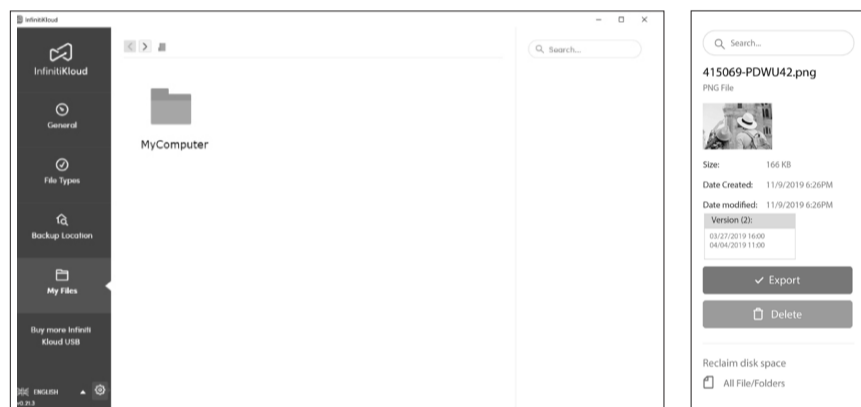 InfinitiKloud
InfinitiKloud
General
File Types
Backup Location
My Files
Buy more Infiniti
Kloud USB
ENGLISH
v0.21.3
Search...
MyComputer
Search...
415069-PDWU42.png
PNG File
Size: 166 KB
Date Created: 11/9/2019 6:26PM
Date modified: 11/9/2019 6:26PM
Version (2):
03/27/2019 16:00
04/04/2019 11:00
Export
Delete
Reclaim disk space
All File/Folders